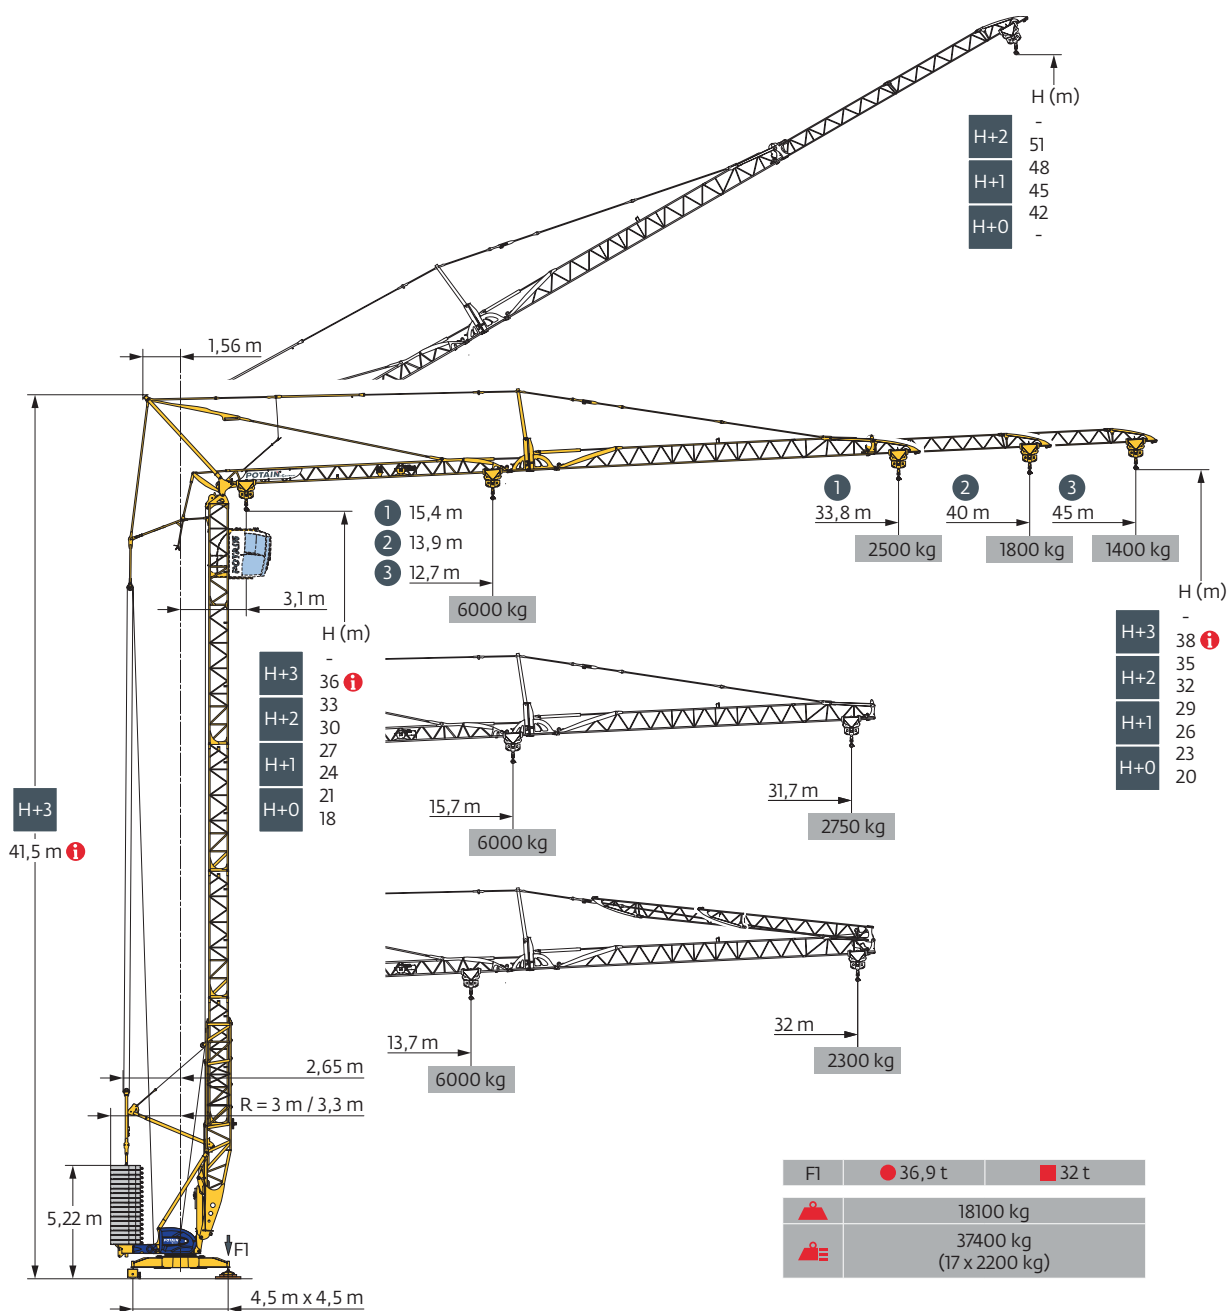 H (m)
H+2
H+1
H+0
-
51
48
45
42
-
1,56 m
POTAIN
1 15,4 m
2 13,9 m
3 12,7 m
6000 kg
1
33,8 m
2500 kg
2
40 m
1800 kg
3
45 m
1400 kg
POTAIN
3,1 m
H (m)
H+3
H+2
H+1
H+0
-
36 i
33
30
27
24
21
18
H (m)
H+3
H+2
H+1
H+0
-
38 i
35
32
29
26
23
20
H+3
41,5 m i
15,7 m
6000 kg
31,7 m
2750 kg
13,7 m
6000 kg
32 m
2300 kg
2,65 m
R = 3 m / 3,3 m
5,22 m
POTAIN
F1
4,5 m x 4,5 m
F1 36,9 t 32 t
18100 kg
37400 kg
(17 x 2200 kg)